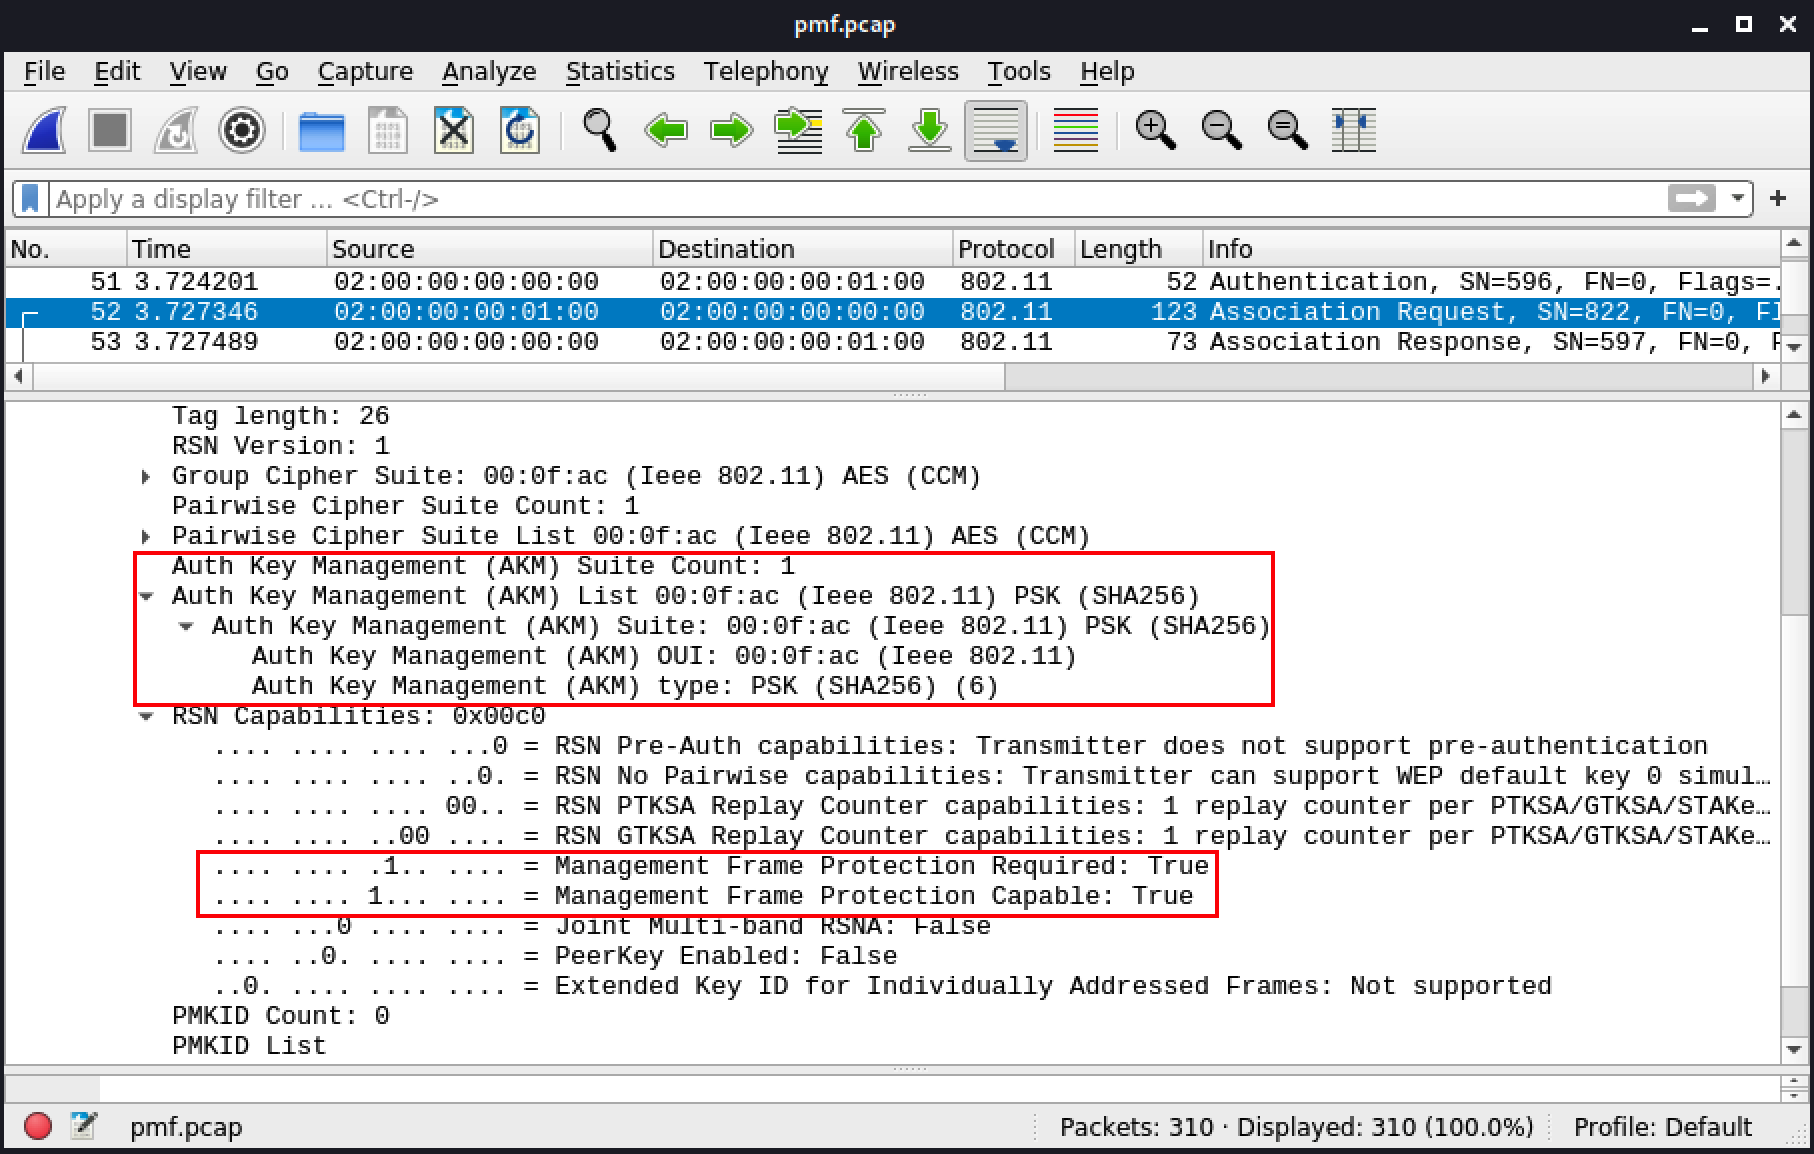 pmf.pcap
File Edit View Go Capture Analyze Statistics Telephony Wireless Tools Help
Apply a display filter ... <Ctrl-/>
No. Time Source Destination Protocol Length Info
51 3.724201 02:00:00:00:00:00 02:00:00:00:01:00 802.11 52 Authentication, SN=596, FN=0, Flags=.
52 3.727346 02:00:00:00:01:00 02:00:00:00:00:00 802.11 123 Association Request, SN=822, FN=0, Fl
53 3.727489 02:00:00:00:00:00 02:00:00:00:01:00 802.11 73 Association Response, SN=597, FN=0, F
Tag length: 26
RSN Version: 1
Group Cipher Suite: 00:0f:ac (Ieee 802.11) AES (CCM)
Pairwise Cipher Suite Count: 1
Pairwise Cipher Suite List 00:0f:ac (Ieee 802.11) AES (CCM)
Auth Key Management (AKM) Suite Count: 1
Auth Key Management (AKM) List 00:0f:ac (Ieee 802.11) PSK (SHA256)
Auth Key Management (AKM) Suite: 00:0f:ac (Ieee 802.11) PSK (SHA256)
Auth Key Management (AKM) OUI: 00:0f:ac (Ieee 802.11)
Auth Key Management (AKM) type: PSK (SHA256) (6)
RSN Capabilities: 0x00c0
.... .... .... ...0 = RSN Pre-Auth capabilities: Transmitter does not support pre-authentication
.... .... .... ..0. = RSN No Pairwise capabilities: Transmitter can support WEP default key 0 simul…
.... .... .... 00.. = RSN PTKSA Replay Counter capabilities: 1 replay counter per PTKSA/GTKSA/STAKe…
.... .... ..00 .... = RSN GTKSA Replay Counter capabilities: 1 replay counter per PTKSA/GTKSA/STAKe…
.... .... .1.. .... = Management Frame Protection Required: True
.... .... 1... .... = Management Frame Protection Capable: True
.... ...0 .... .... = Joint Multi-band RSNA: False
.... ..0. .... .... = PeerKey Enabled: False
..0. .... .... .... = Extended Key ID for Individually Addressed Frames: Not supported
PMKID Count: 0
PMKID List
pmf.pcap
Packets: 310 · Displayed: 310 (100.0%)
Profile: Default